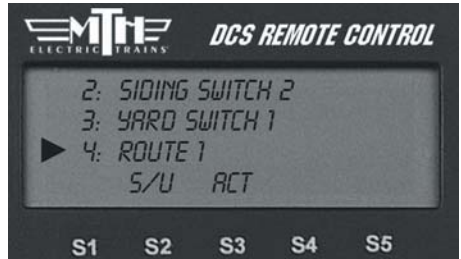 MTH DCS REMOTE CONTROL
ELECTRIC TRAINS
2: SIDING SWITCH 2
3: YARD SWITCH 1
4: ROUTE 1
S/U ACT
S1 S2 S3 S4 S5